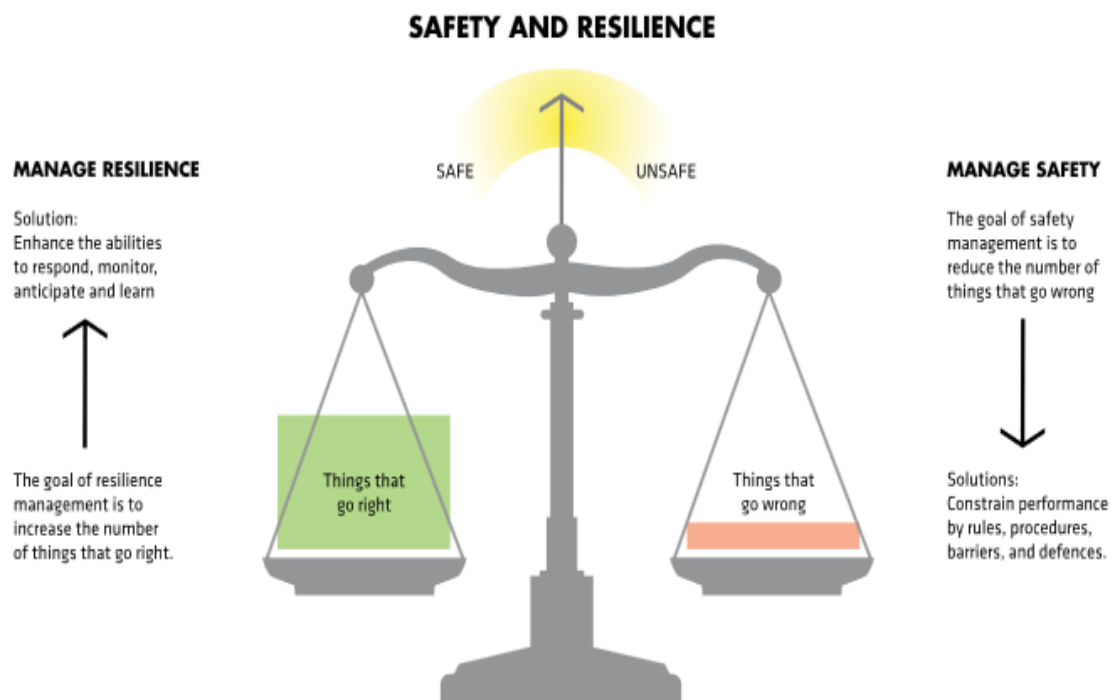 SAFETY AND RESILIENCE
SAFE
UNSAFE
MANAGE RESILIENCE
Solution:
Enhance the abilities
to respond, monitor,
anticipate and learn
The goal of resilience
management is to
increase the number
of things that go right.
Things that
go right
Things that
go wrong
MANAGE SAFETY
The goal of safety
management is to
reduce the number of
things that go wrong
Solutions:
Constrain performance
by rules, procedures,
barriers, and defences.